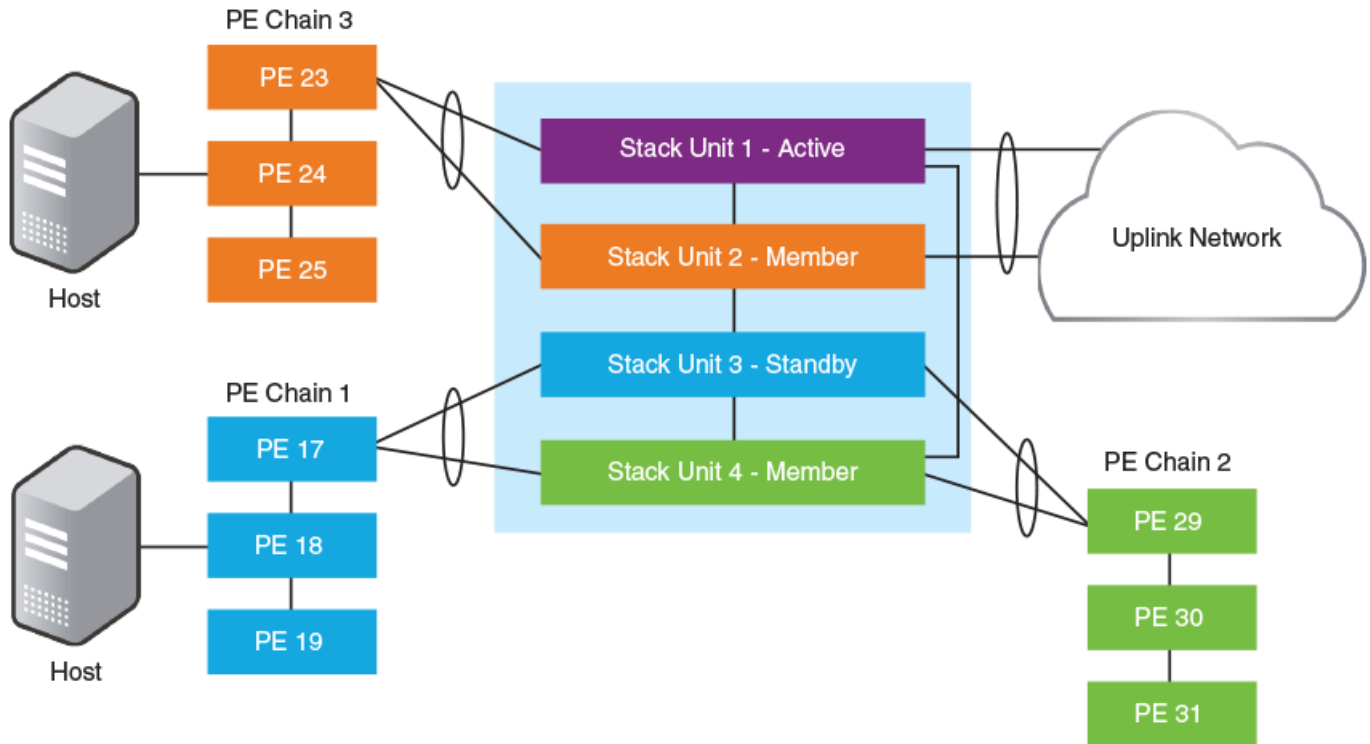 PE Chain 3
PE 23
PE 24
PE 25
Host
Stack Unit 1 - Active
Stack Unit 2 - Member
Stack Unit 3 - Standby
Stack Unit 4 - Member
Uplink Network
PE Chain 1
PE 17
PE 18
PE 19
Host
PE Chain 2
PE 29
PE 30
PE 31